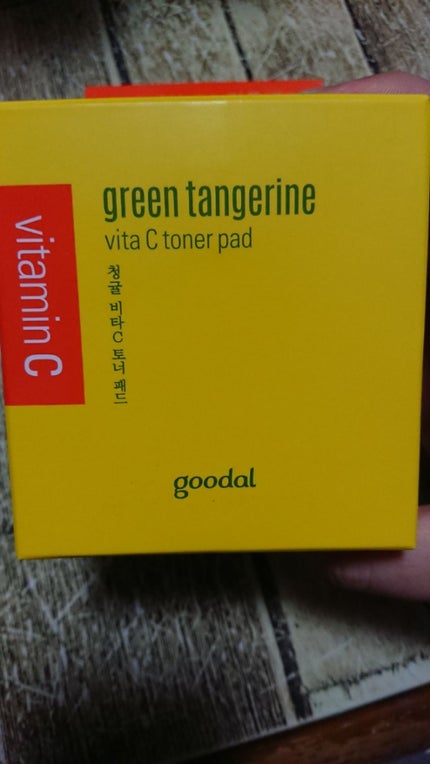 green tangerine
vita C toner pad
청귤 비타C 토너 패드
vitamin C
goodal